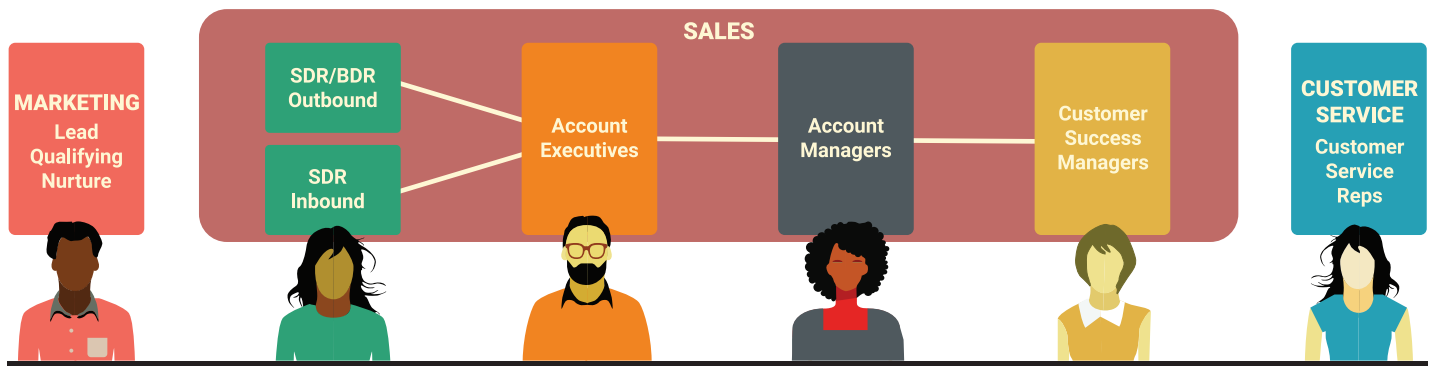 SALES
MARKETING
Lead
Qualifying
Nurture
SDR/BDR
Outbound
SDR
Inbound
Account
Executives
Account
Managers
Customer
Success
Managers
CUSTOMER
SERVICE
Customer
Service
Reps